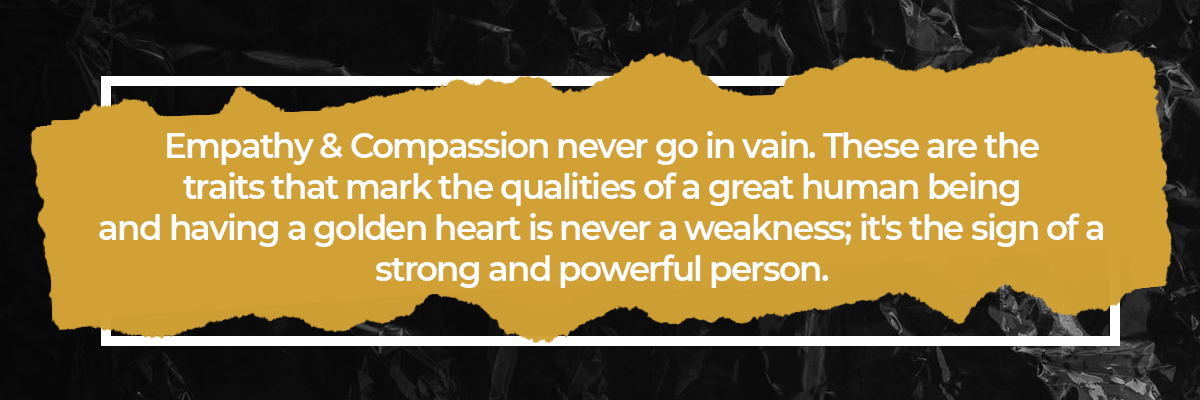 Empathy & Compassion never go in vain. These are the
traits that mark the qualities of a great human being
and having a golden heart is never a weakness; it's the sign of a
strong and powerful person.